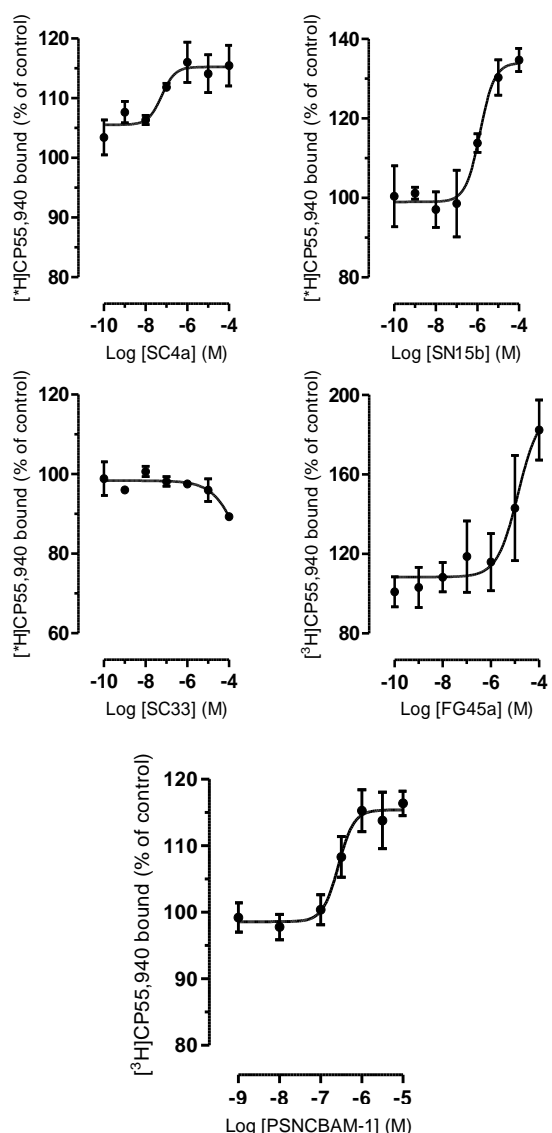 [*H]CP55,940 bound (% of control)
120
110
100
90
80
-10 -8 -6 -4
Log [SC4a] (M)
[*H]CP55,940 bound (% of control)
140
120
100
80
-10 -8 -6 -4
Log [SN15b] (M)
[*H]CP55,940 bound (% of control)
120
100
80
60
-10 -8 -6 -4
Log [SC33] (M)
[³H]CP55,940 bound (% of control)
200
160
120
80
-10 -8 -6 -4
Log [FG45a] (M)
[³H]CP55,940 bound (% of control)
120
110
100
90
80
-9 -8 -7 -6 -5
Log [PSNCBAM-1] (M)